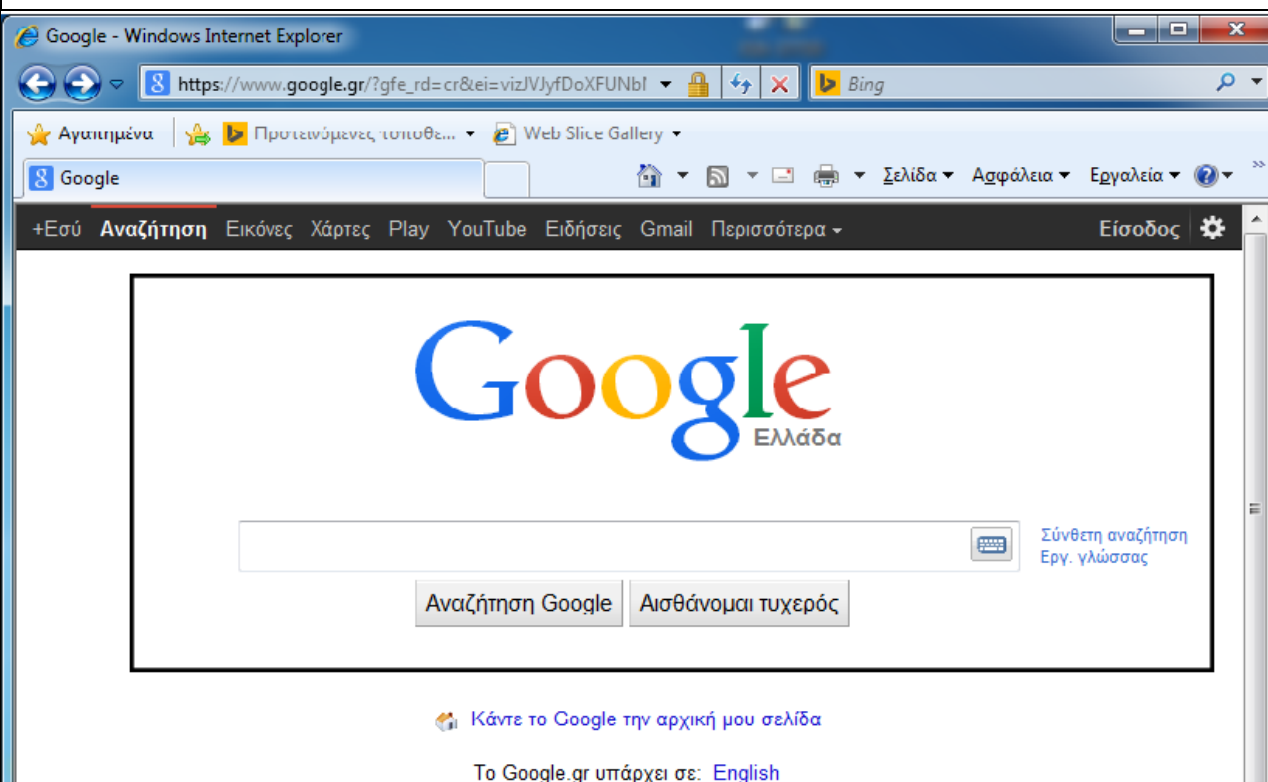 Google - Windows Internet Explorer
https://www.google.gr/?gfe_rd=cr&ei=vizJVJyfDoXFUNbI
Bing
Αγαπημένα Προτεινόμενες τοποθε... Web Slice Gallery
Google Σελίδα Ασφάλεια Εργαλεία
+Εσύ Αναζήτηση Εικόνες Χάρτες Play YouTube Ειδήσεις Gmail Περισσότερα Είσοδος
Google
Ελλάδα
Σύνθετη αναζήτηση
Εργ. γλώσσας
Αναζήτηση Google Αισθάνομαι τυχερός
Κάντε το Google την αρχική μου σελίδα
Το Google.gr υπάρχει σε: English